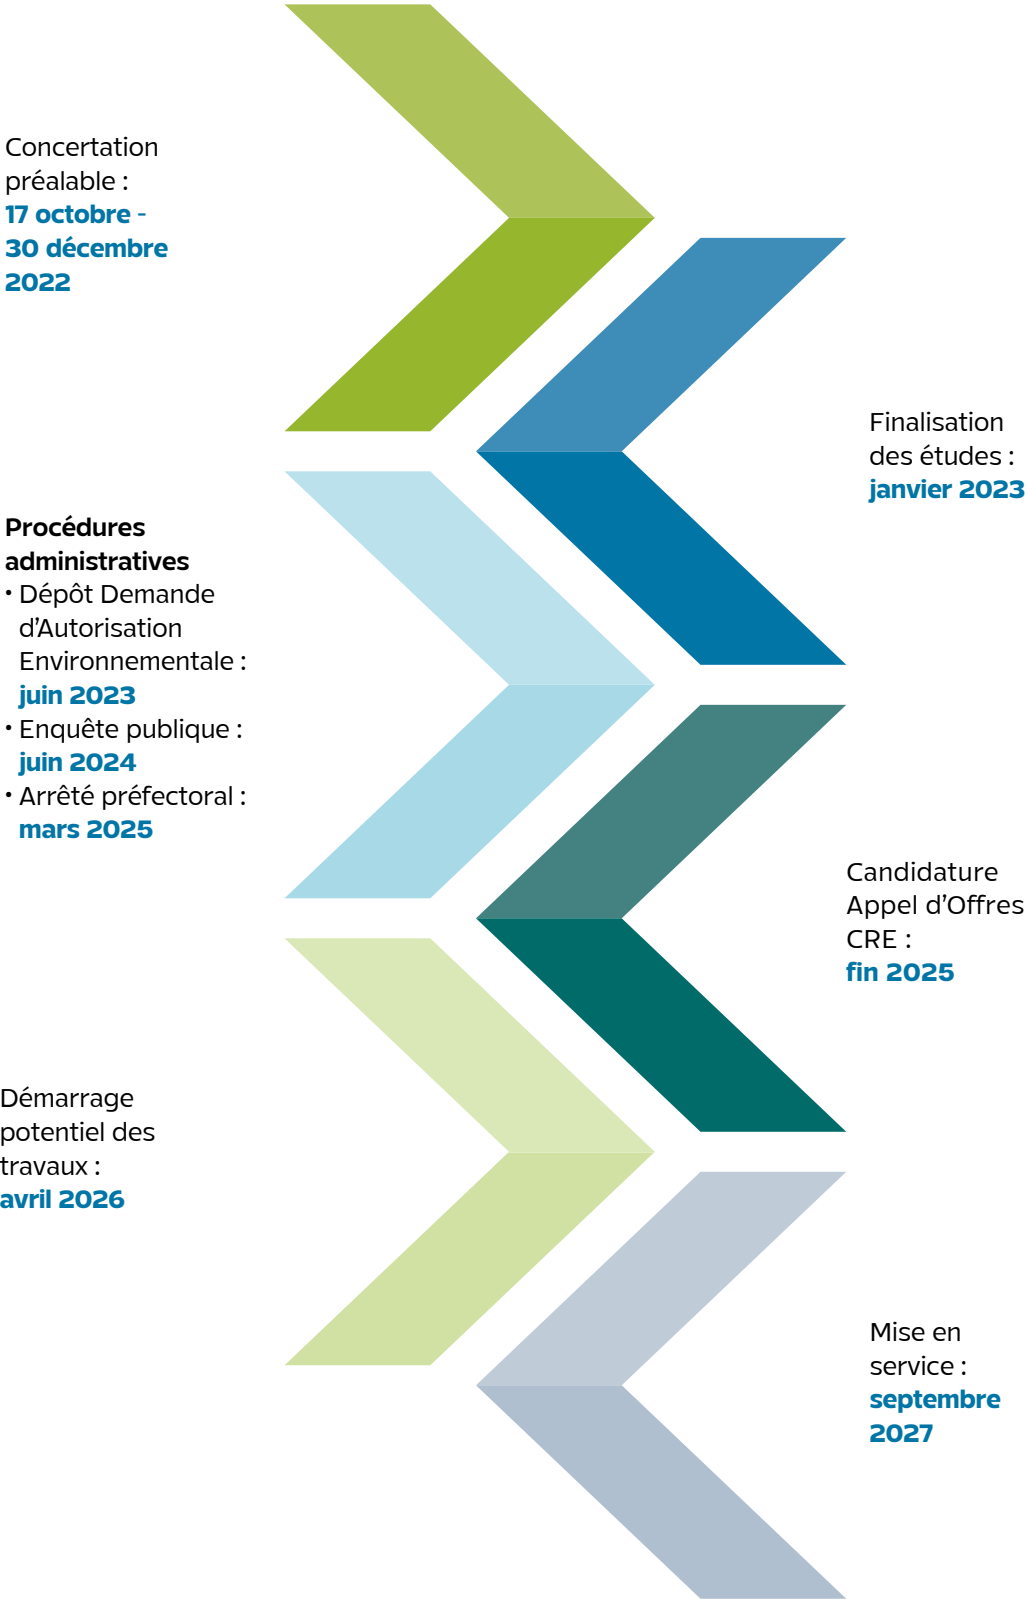 Concertation
préalable :
17 octobre -
30 décembre
2022
Finalisation
des études :
janvier 2023
Procédures
administratives
• Dépôt Demande
d’Autorisation
Environnementale :
juin 2023
• Enquête publique :
juin 2024
• Arrêté préfectoral :
mars 2025
Candidature
Appel d’Offres
CRE :
fin 2025
Démarrage
potentiel des
travaux :
avril 2026
Mise en
service :
septembre
2027